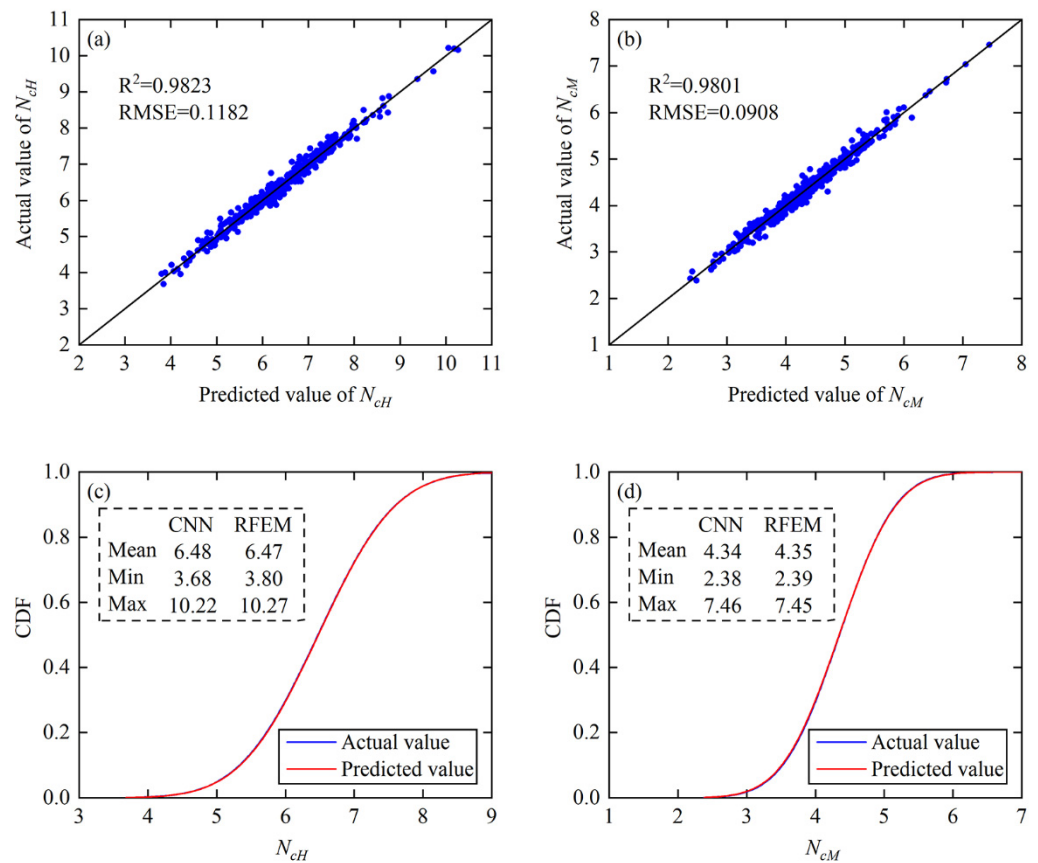 (a)
R²=0.9823
RMSE=0.1182
Actual value of NcH
11
10
9
8
7
6
5
4
3
2
2 3 4 5 6 7 8 9 10 11
Predicted value of NcH
(b)
R²=0.9801
RMSE=0.0908
Actual value of NcM
8
7
6
5
4
3
2
1
1 2 3 4 5 6 7 8
Predicted value of NcM
(c)
CNN RFEM
Mean 6.48 6.47
Min 3.68 3.80
Max 10.22 10.27
CDF
1.0
0.8
0.6
0.4
0.2
0.0
Actual value
Predicted value
3 4 5 6 7 8 9
NcH
(d)
CNN RFEM
Mean 4.34 4.35
Min 2.38 2.39
Max 7.46 7.45
CDF
1.0
0.8
0.6
0.4
0.2
0.0
Actual value
Predicted value
1 2 3 4 5 6 7
NcM